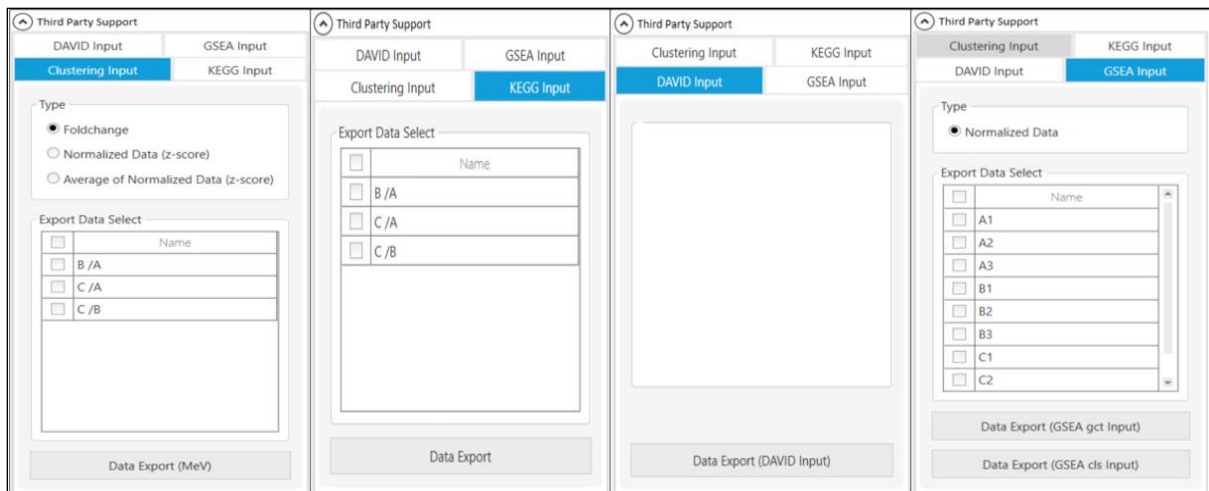 Third Party Support
DAVID Input GSEA Input
Clustering Input KEGG Input
Type
Foldchange
Normalized Data (z-score)
Average of Normalized Data (z-score)
Export Data Select
Name
B /A
C /A
C /B
Data Export (MeV)
Third Party Support
DAVID Input GSEA Input
Clustering Input KEGG Input
Export Data Select
Name
B /A
C /A
C /B
Data Export
Third Party Support
Clustering Input KEGG Input
DAVID Input GSEA Input
Data Export (DAVID Input)
Third Party Support
Clustering Input KEGG Input
DAVID Input GSEA Input
Type
Normalized Data
Export Data Select
Name
A1
A2
A3
B1
B2
B3
C1
C2
Data Export (GSEA gct Input)
Data Export (GSEA cls Input)